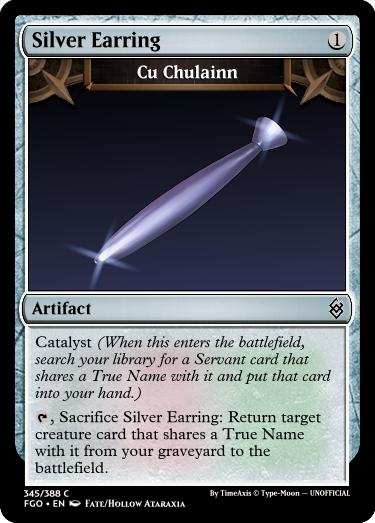 Silver Earring 1
Cu Chulainn
Artifact
Catalyst (When this enters the battlefield,
search your library for a Servant card that
shares a True Name with it and put that card
into your hand.)
, Sacrifice Silver Earring: Return target
creature card that shares a True Name
with it from your graveyard to the
battlefield.
345/388 C
FGO • EN Fate/Hollow Ataraxia
By TimeAxis © Type-Moon — UNOFFICIAL